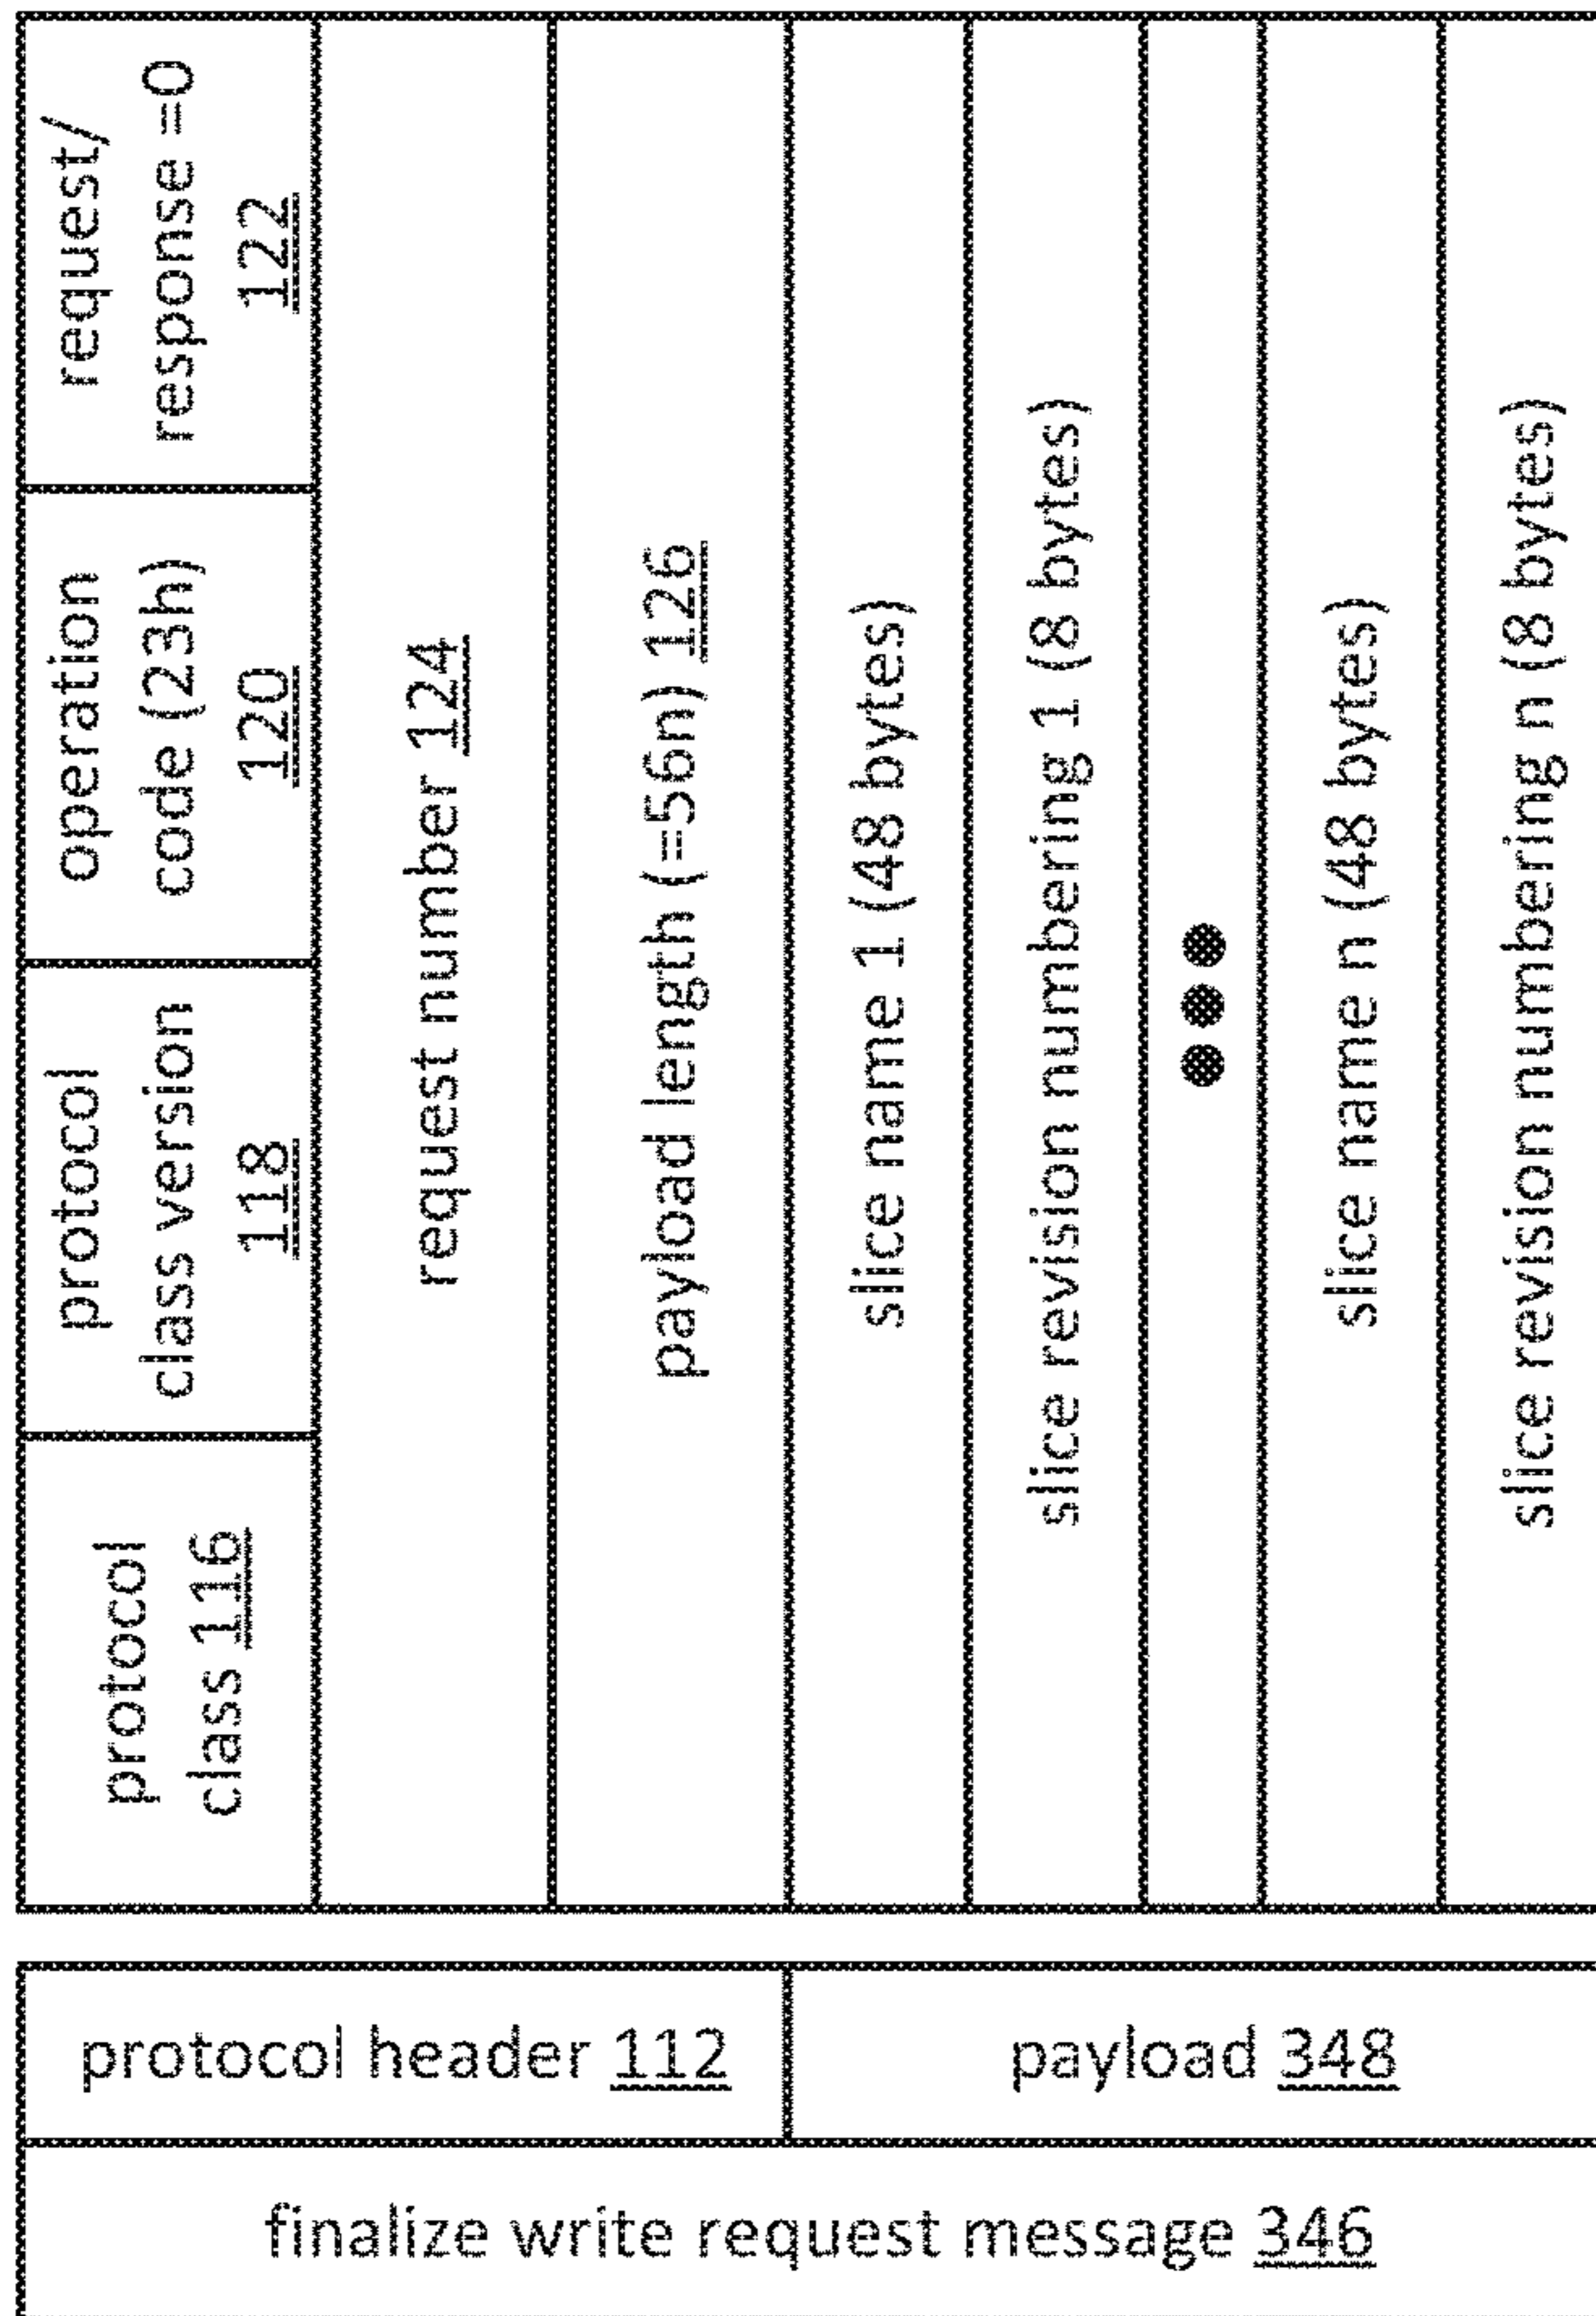 finalize write request message 346
protocol header 112
payload 348
protocol
class 116
protocol
class version
118
operation
code (23h)
120
request/
response =0
122
request number 124
payload length (=56n) 126
slice name 1 (48 bytes)
slice revision numbering 1 (8 bytes)
slice name n (48 bytes)
slice revision numbering n (8 bytes)